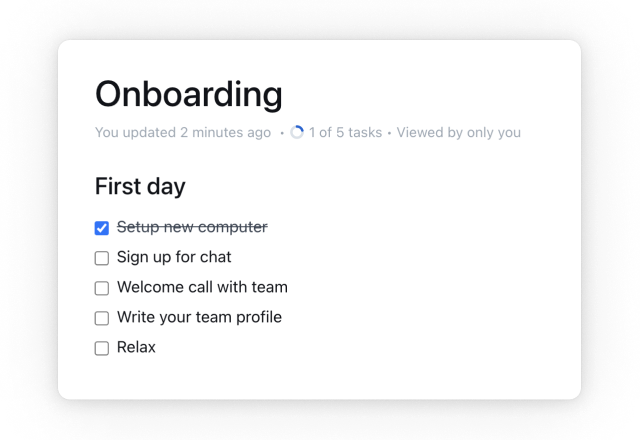 Onboarding
You updated 2 minutes ago • 1 of 5 tasks • Viewed by only you
First day
Setup new computer
Sign up for chat
Welcome call with team
Write your team profile
Relax